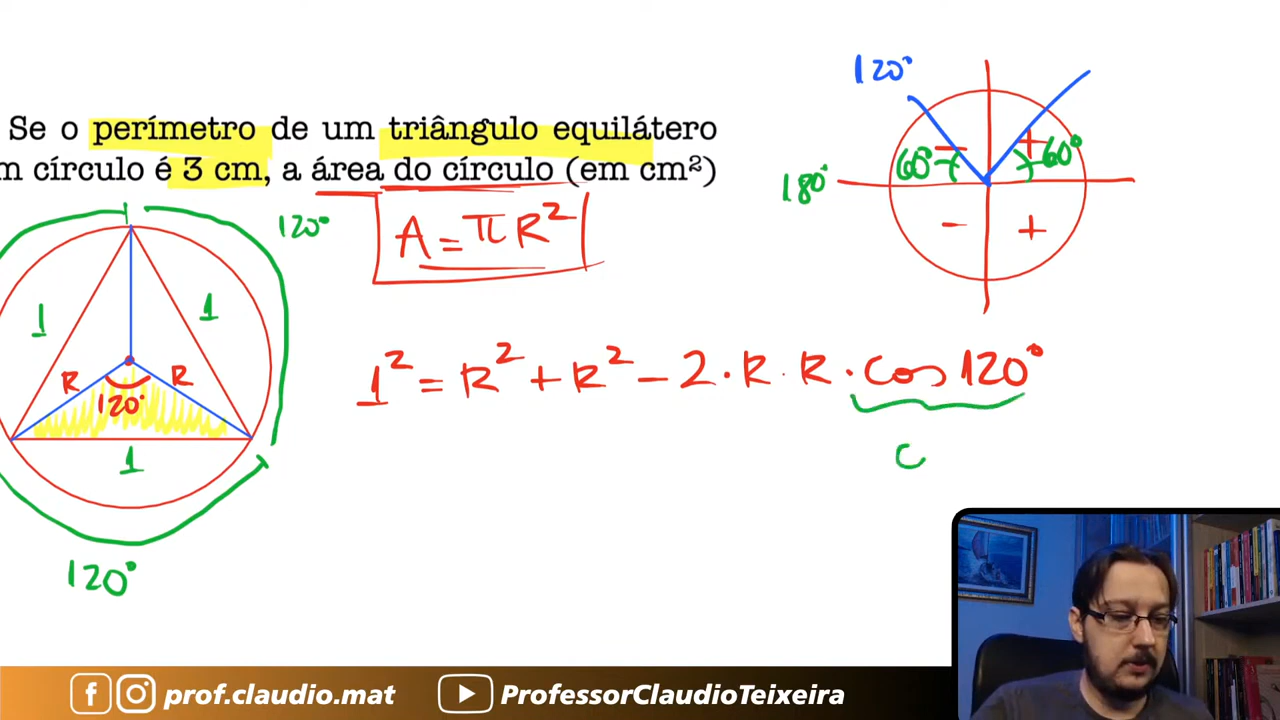 Se o perímetro de um triângulo equilátero
m círculo é 3 cm, a área do círculo (em cm²)
A = πR²
120°
1
1
R
R
120°
1
120°
120°
180°
60°
60°
+
-
+
1² = R² + R² - 2 · R · R · cos 120°
C
prof.claudio.mat
ProfessorClaudioTeixeira